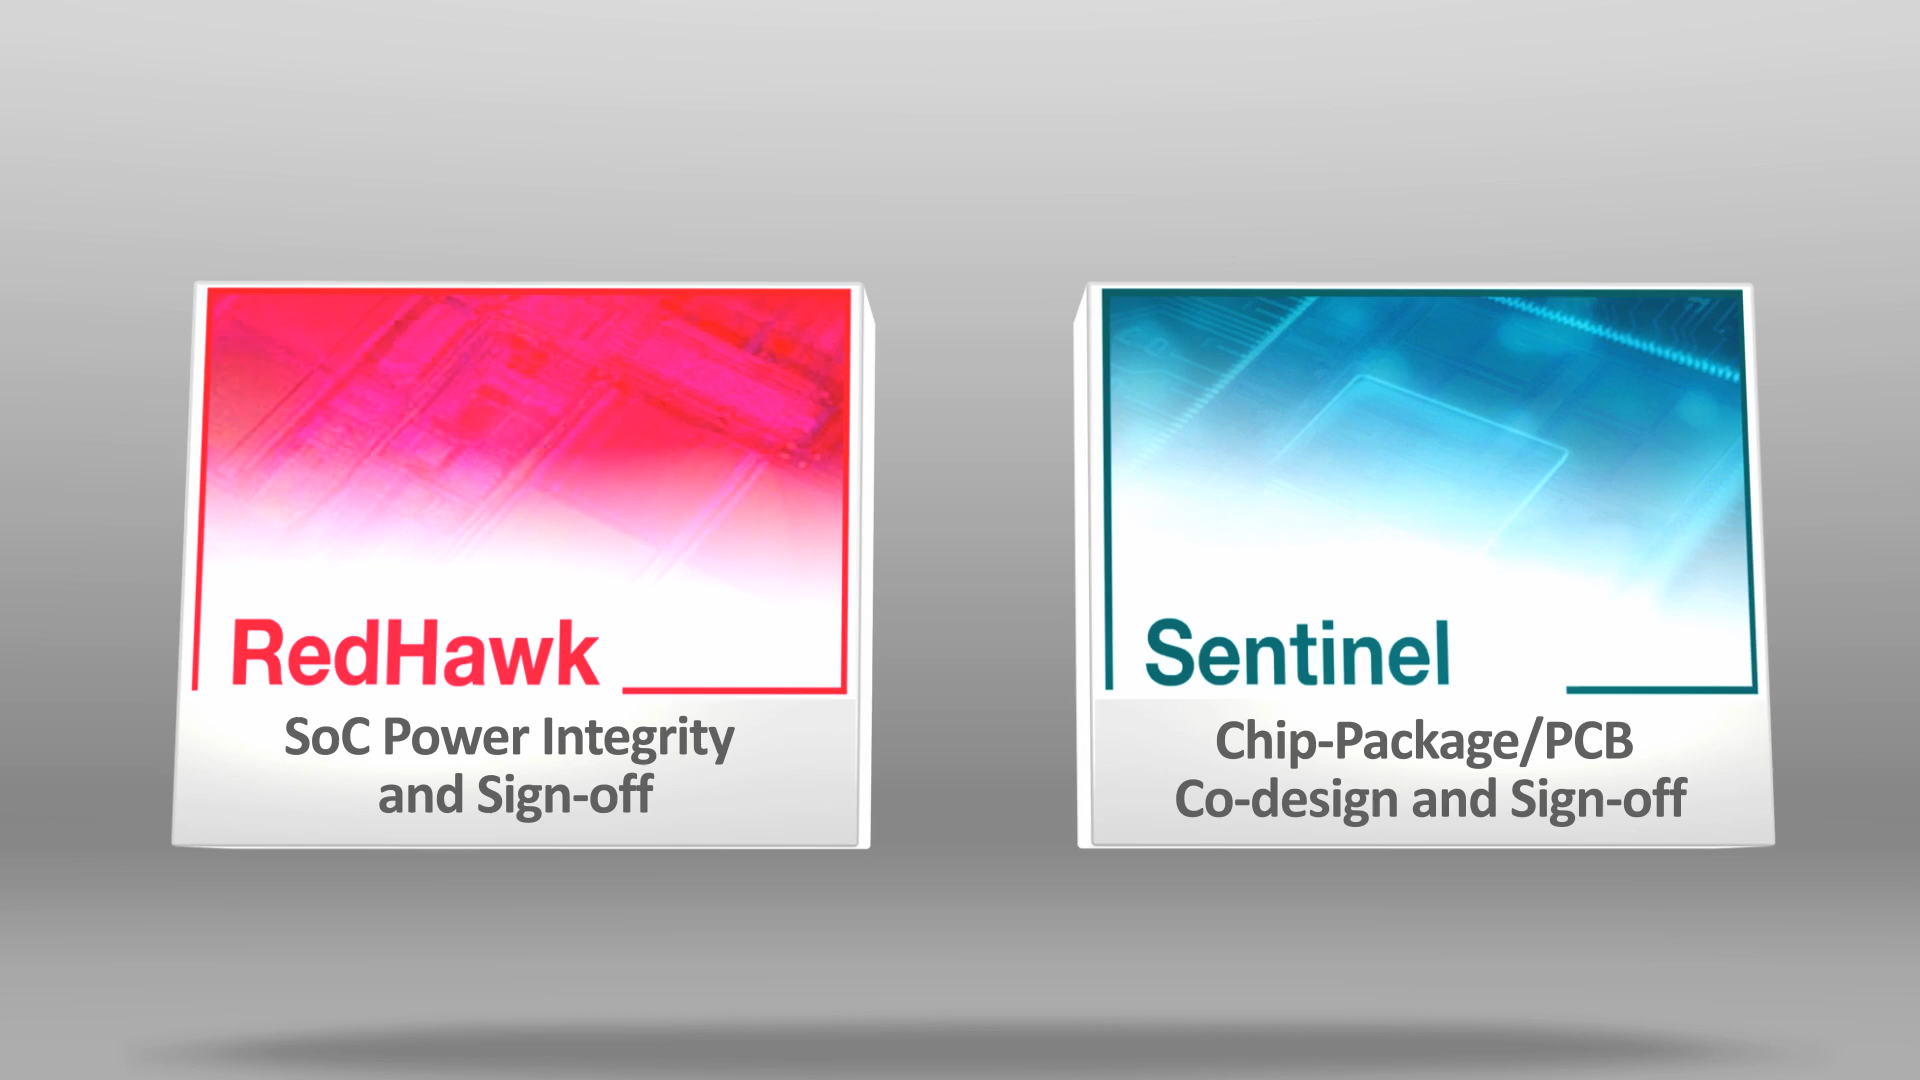 RedHawk
SoC Power Integrity
and Sign-off
Sentinel
Chip-Package/PCB
Co-design and Sign-off